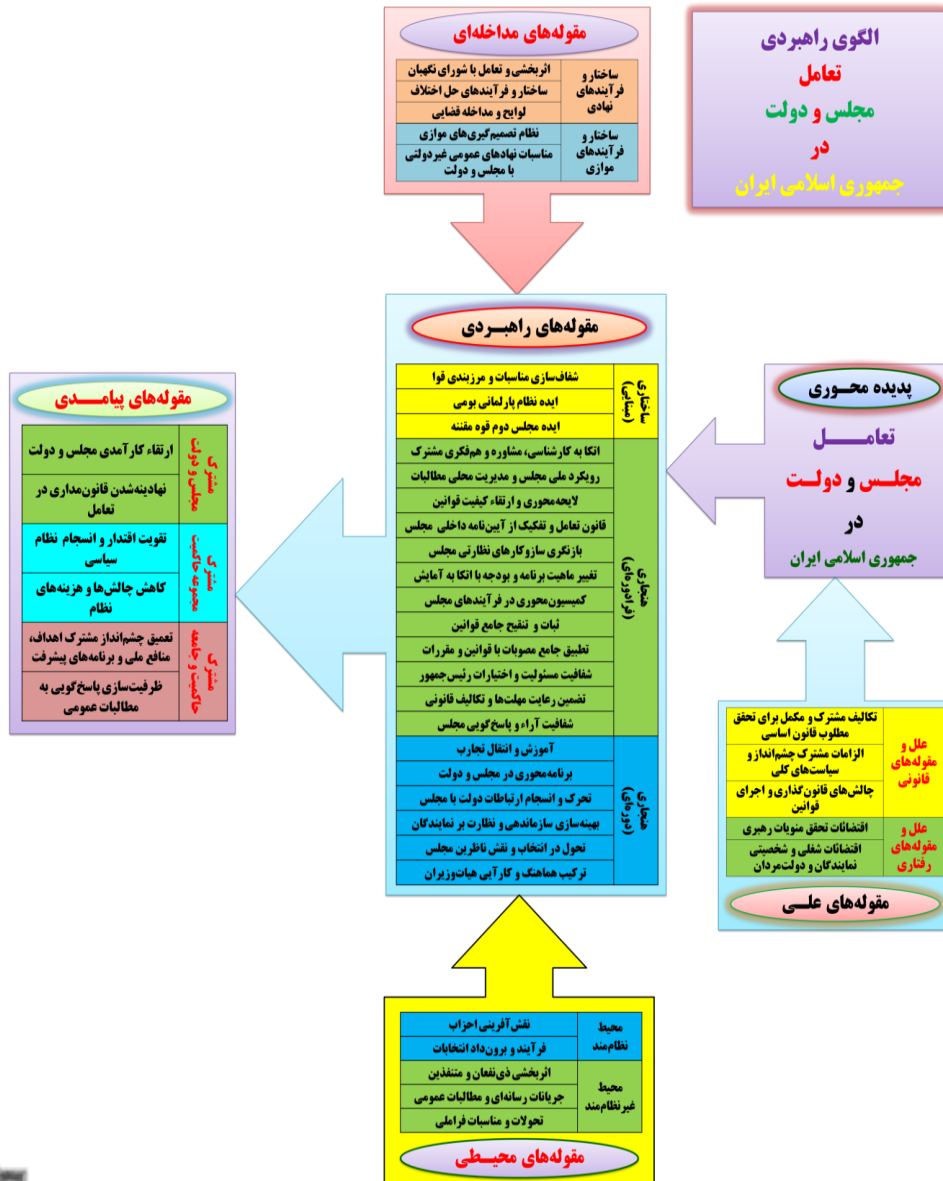 الگوی راهبردی
تعامل
مجلس و دولت
در
جمهوری اسلامی ایران
مقوله‌های مداخله‌ای
ساختار و
فرآیندهای
نهادی
اثربخشی و تعامل با شورای نگهبان
ساختار و فرآیندهای حل اختلاف
لوایح و مداخله قضایی
ساختار و
فرآیندهای
موازی
نظام تصمیم‌گیری‌های موازی
مناسبات نهادهای عمومی غیردولتی
با مجلس و دولت
پدیده محـوری
تعامــــل
مجلـس و دولـت
در
جمهوری اسلامی ایران
علل و
مقوله‌های
قانونی
تکالیف مشترک و مکمل برای تحقق
مطلوب قانون اساسی
الزامات مشترک چشم‌انداز و
سیاست‌های کلی
چالش‌های قانون‌گذاری و اجرای
قوانین
علل و
مقوله‌های
رفتاری
اقتضائات تحقق منویات رهبری
اقتضائات شغلی و شخصیتی
نمایندگان و دولت‌مردان
مقوله‌های علــی
مقوله‌های راهبــردی
ساختاری
(مبنایی)
شفاف‌سازی مناسبات و مرزبندی قوا
ایده نظام پارلمانی بومی
ایده مجلس دوم قوه مقننه
هنجاری
(فرادوره‌ای)
اتکا به کارشناسی، مشاوره و هم‌فکری مشترک
رویکرد ملی مجلس و مدیریت محلی مطالبات
لایحه‌محوری و ارتقاء کیفیت قوانین
قانون تعامل و تفکیک از آیین‌نامه داخلی مجلس
بازنگری سازوکارهای نظارتی مجلس
تغییر ماهیت برنامه و بودجه با اتکا به آمایش
کمیسیون‌محوری در فرآیندهای مجلس
ثبات و تنقیح جامع قوانین
تطبیق جامع مصوبات با قوانین و مقررات
شفافیت مسئولیت و اختیارات رئیس‌جمهور
تضمین رعایت مهلت‌ها و تکالیف قانونی
شفافیت آراء و پاسخ‌گویی مجلس
هنجاری
(دوره‌ای)
آموزش و انتقال تجارب
برنامه‌محوری در مجلس و دولت
تحرک و انسجام ارتباطات دولت با مجلس
بهینه‌سازی سازماندهی و نظارت بر نمایندگان
تحول در انتخاب و نقش ناظرین مجلس
ترکیب هماهنگ و کارآیی هیات‌وزیران
مقوله‌های پیامــدی
مشترک
مجلس و دولت
ارتقاء کارآمدی مجلس و دولت
نهادینه‌شدن قانون‌مداری در
تعامل
مشترک
مجموعه حاکمیت
تقویت اقتدار و انسجام نظام
سیاسی
کاهش چالش‌ها و هزینه‌های
نظام
مشترک
حاکمیت و جامعه
تعمیق چشم‌انداز مشترک اهداف،
منافع ملی و برنامه‌های پیشرفت
ظرفیت‌سازی پاسخ‌گویی به
مطالبات عمومی
محیط
نظام‌مند
نقش‌آفرینی احزاب
فرآیند و برون‌داد انتخابات
محیط
غیرنظام‌مند
اثربخشی ذی‌نفعان و متنفذین
جریانات رسانه‌ای و مطالبات عمومی
تحولات و مناسبات فراملی
مقوله‌های محیــطی